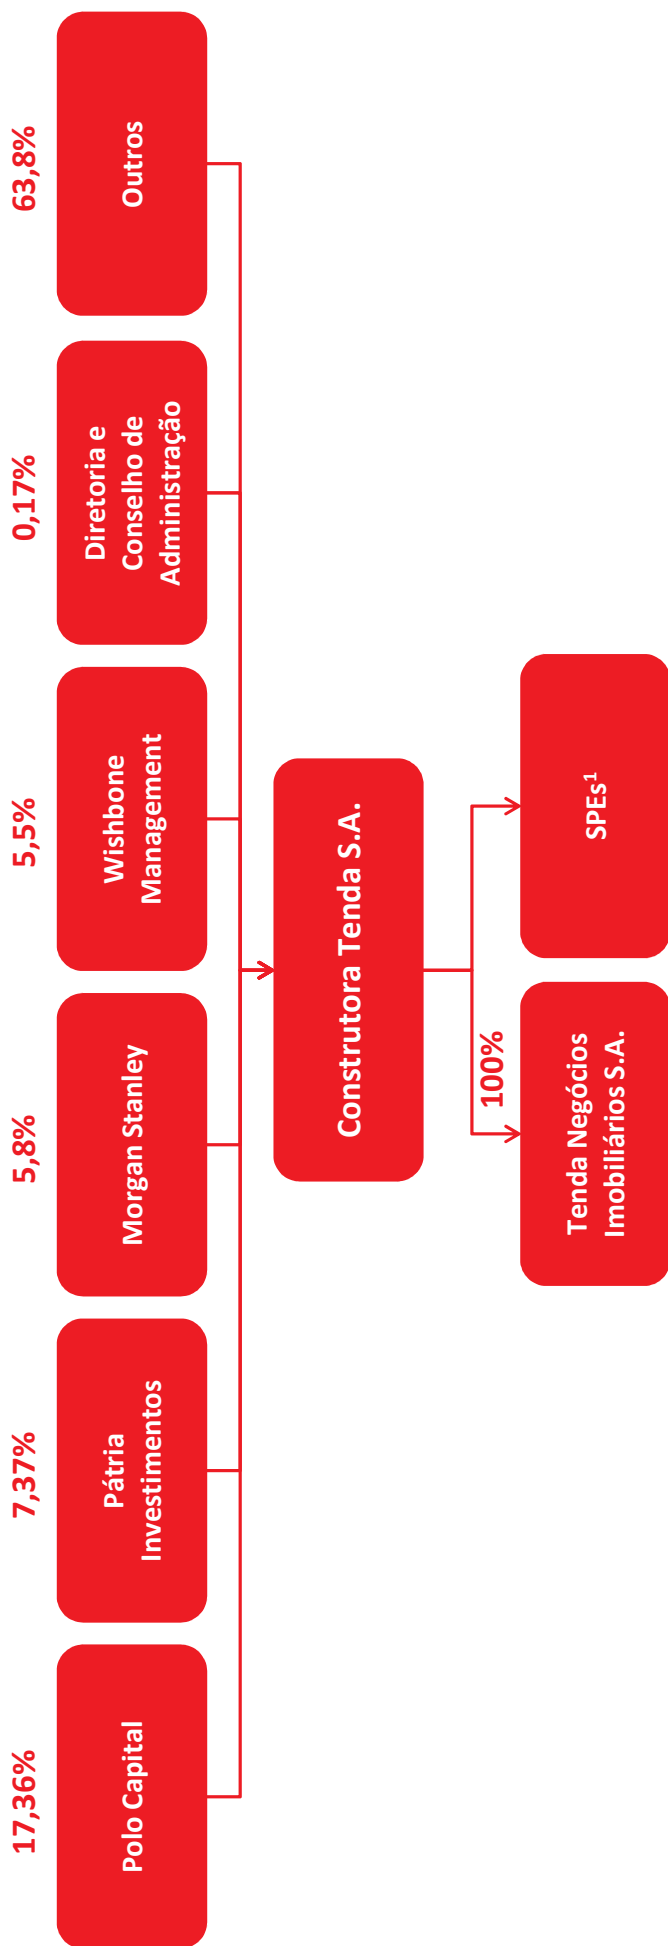 17,36%
7,37%
5,8%
5,5%
0,17%
63,8%
Polo Capital
Pátria
Investimentos
Morgan Stanley
Wishbone
Management
Diretoria e
Conselho de
Administração
Outros
Construtora Tenda S.A.
100%
Tenda Negócios
Imobiliários S.A.
SPEs¹